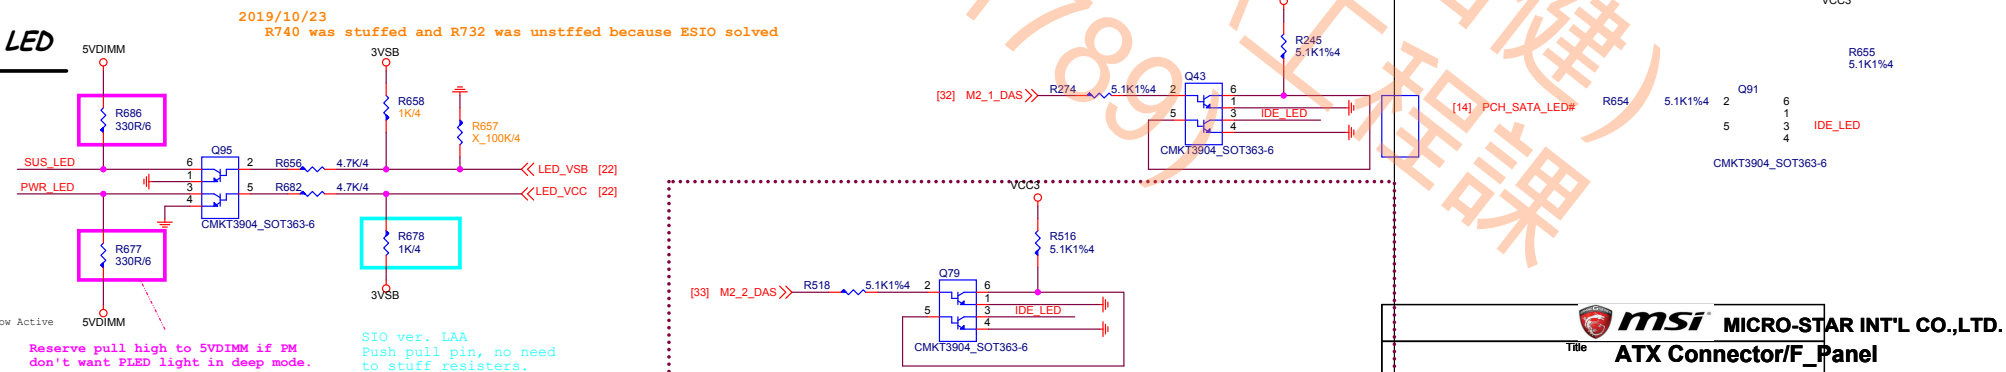 2019/10/23
R740 was stuffed and R732 was unstffed because ESIO solved
LED
5VDIMM
3VSB
R686
330R/6
R658
1K/4
R657
X_100K/4
SUS_LED
PWR_LED
Q95
6
1
3
4
2
5
R656
4.7K/4
R682
4.7K/4
LED_VSB [22]
LED_VCC [22]
CMKT3904_SOT363-6
R677
330R/6
R678
1K/4
3VSB
5VDIMM
ow Active
Reserve pull high to 5VDIMM if PM
don't want PLED light in deep mode.
SIO ver. LAA
Push pull pin, no need
to stuff resisters.
R245
5.1K1%4
[32] M2_1_DAS
R274
5.1K1%4
Q43
2
5
6
1
3
4
IDE_LED
CMKT3904_SOT363-6
VCC3
R516
5.1K1%4
[33] M2_2_DAS
R518
5.1K1%4
Q79
2
5
6
1
3
4
IDE_LED
CMKT3904_SOT363-6
VCC3
R655
5.1K1%4
[14] PCH_SATA_LED#
R654
5.1K1%4
Q91
2
5
6
1
3
4
IDE_LED
CMKT3904_SOT363-6
789)
(工程課
健)
msi
MICRO-STAR INT'L CO.,LTD.
Title
ATX Connector/F_Panel